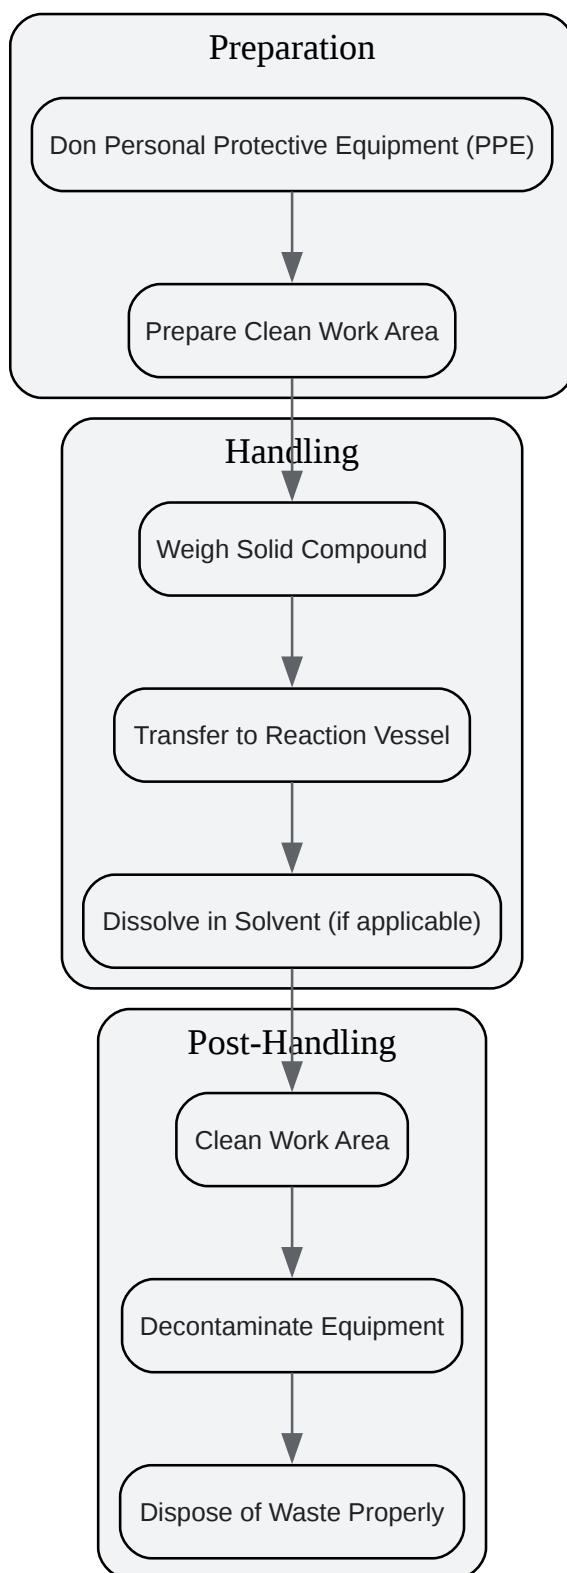 Preparation
Don Personal Protective Equipment (PPE)
Prepare Clean Work Area
Handling
Weigh Solid Compound
Transfer to Reaction Vessel
Dissolve in Solvent (if applicable)
Post-Handling
Clean Work Area
Decontaminate Equipment
Dispose of Waste Properly